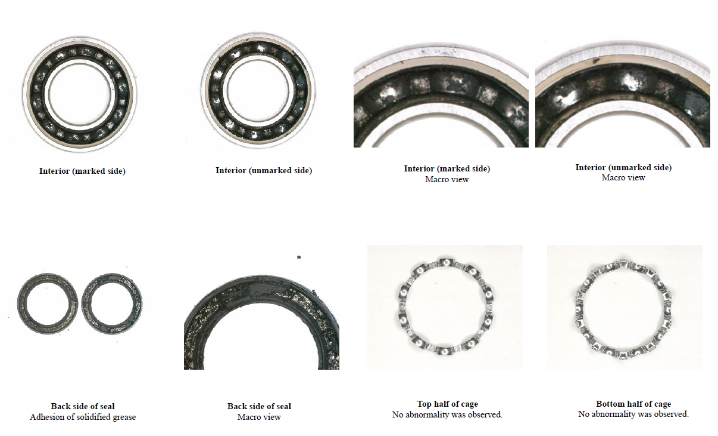 Interior (marked side)
Interior (unmarked side)
Interior (marked side)
Macro view
Interior (unmarked side)
Macro view
Back side of seal
Adhesion of solidified grease
Back side of seal
Macro view
Top half of cage
No abnormality was observed.
Bottom half of cage
No abnormality was observed.